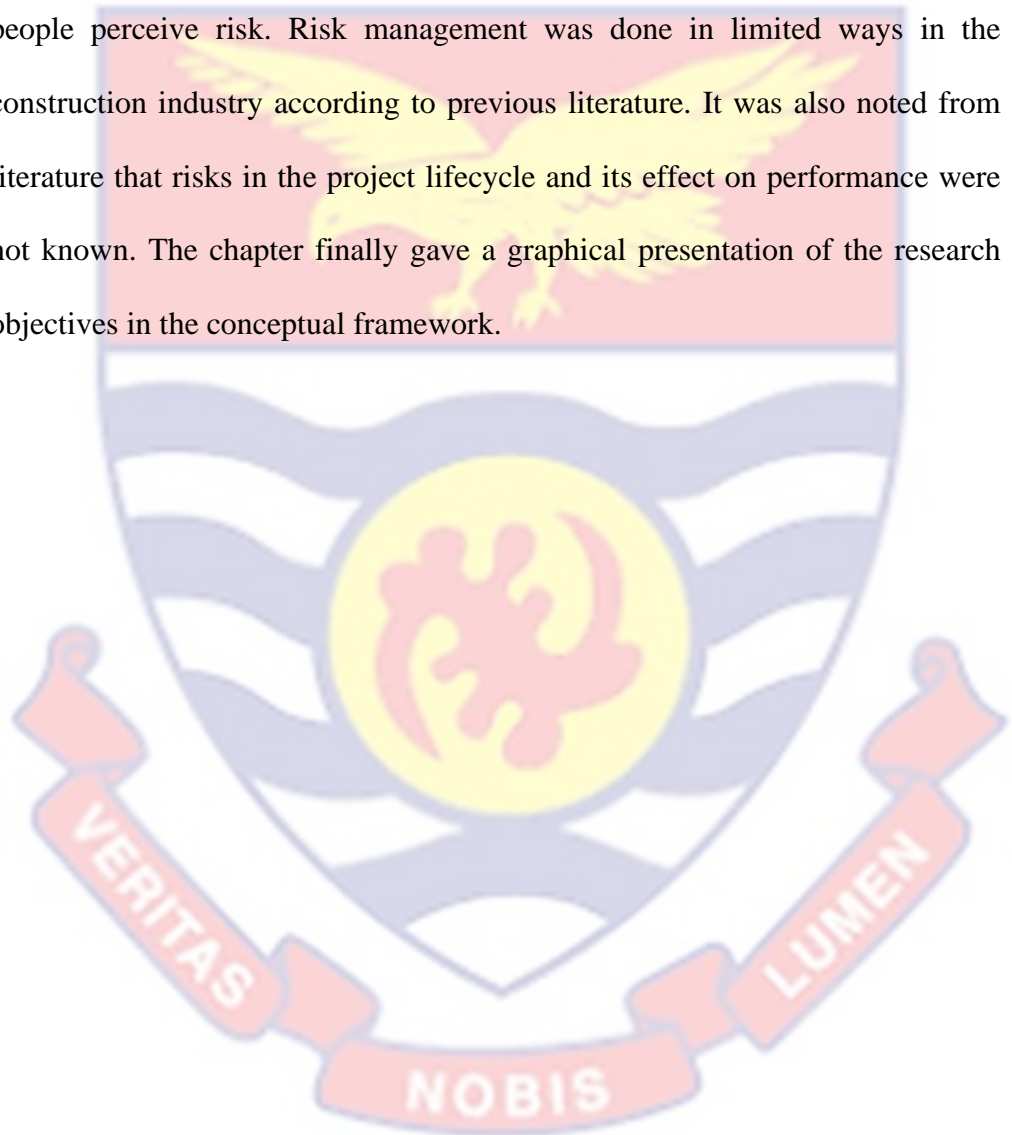 people perceive risk. Risk management was done in limited ways in the
construction industry according to previous literature. It was also noted from
literature that risks in the project lifecycle and its effect on performance were
not known. The chapter finally gave a graphical presentation of the research
objectives in the conceptual framework.
VERITAS
NOBIS
LUMEN